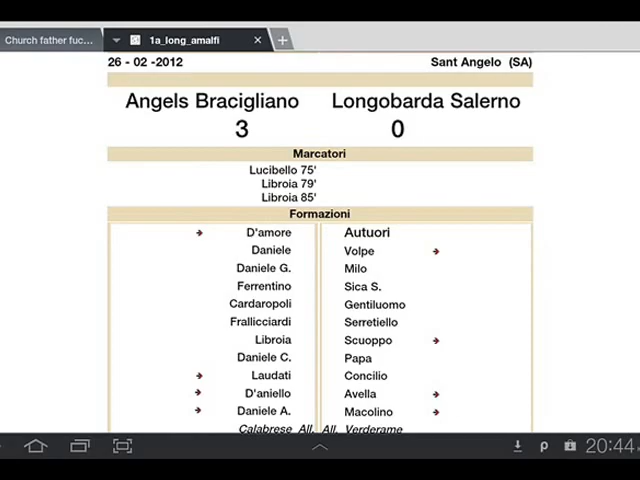 Church father fuc... 1a_long_amalfi
26 - 02 -2012 Sant Angelo (SA)
Angels Bracigliano Longobarda Salerno
3 0
Marcatori
Lucibello 75'
Libroia 79'
Libroia 85'
Formazioni
D'amore Autuori
Daniele Volpe
Daniele G. Milo
Ferrentino Sica S.
Cardaropoli Gentiluomo
Frallicciardi Serretiello
Libroia Scuoppo
Daniele C. Papa
Laudati Concilio
D'aniello Avella
Daniele A. Macolino
Calabrese All. All. Verderame
20:44